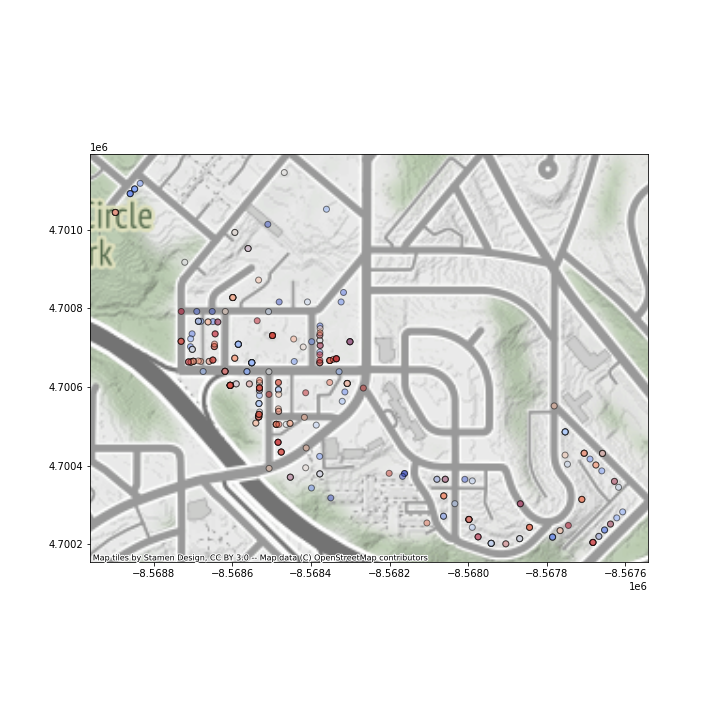 1e6
4.7010
4.7008
4.7006
4.7004
4.7002
ircle
rk
Map tiles by Stamen Design, CC BY 3.0 -- Map data (C) OpenStreetMap contributors
−8.5688 −8.5686 −8.5684 −8.5682 −8.5680 −8.5678 −8.5676
1e6